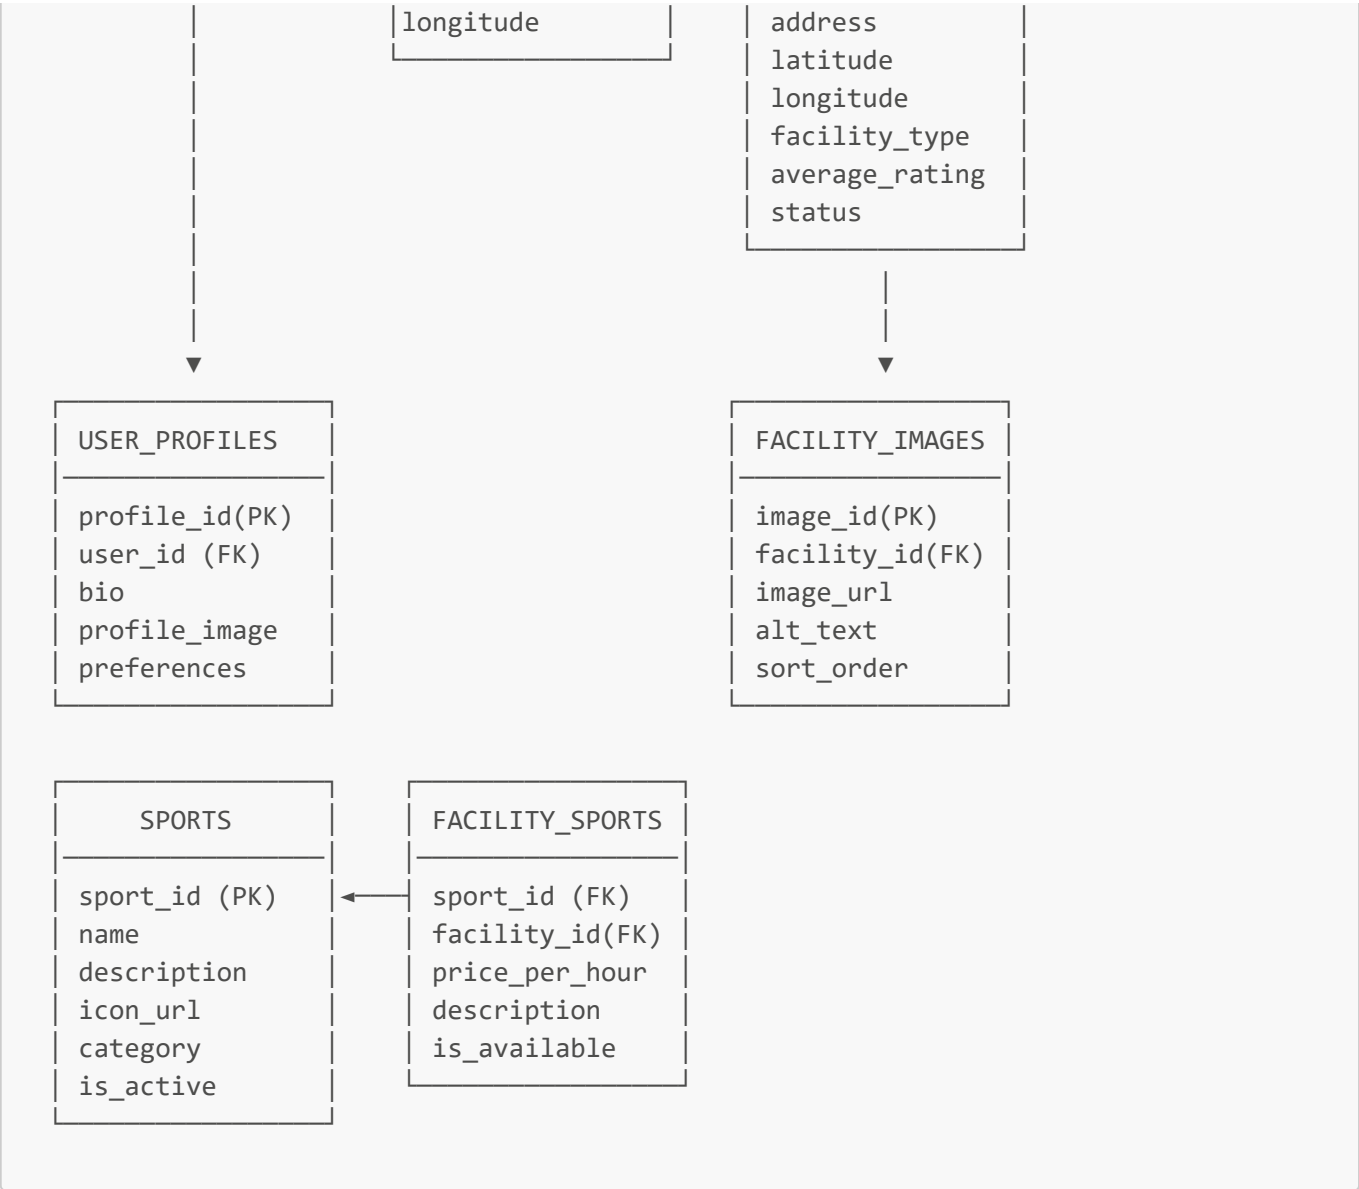 longitude
address
latitude
longitude
facility_type
average_rating
status
USER_PROFILES
profile_id(PK)
user_id (FK)
bio
profile_image
preferences
FACILITY_IMAGES
image_id(PK)
facility_id(FK)
image_url
alt_text
sort_order
SPORTS
sport_id (PK)
name
description
icon_url
category
is_active
FACILITY_SPORTS
sport_id (FK)
facility_id(FK)
price_per_hour
description
is_available